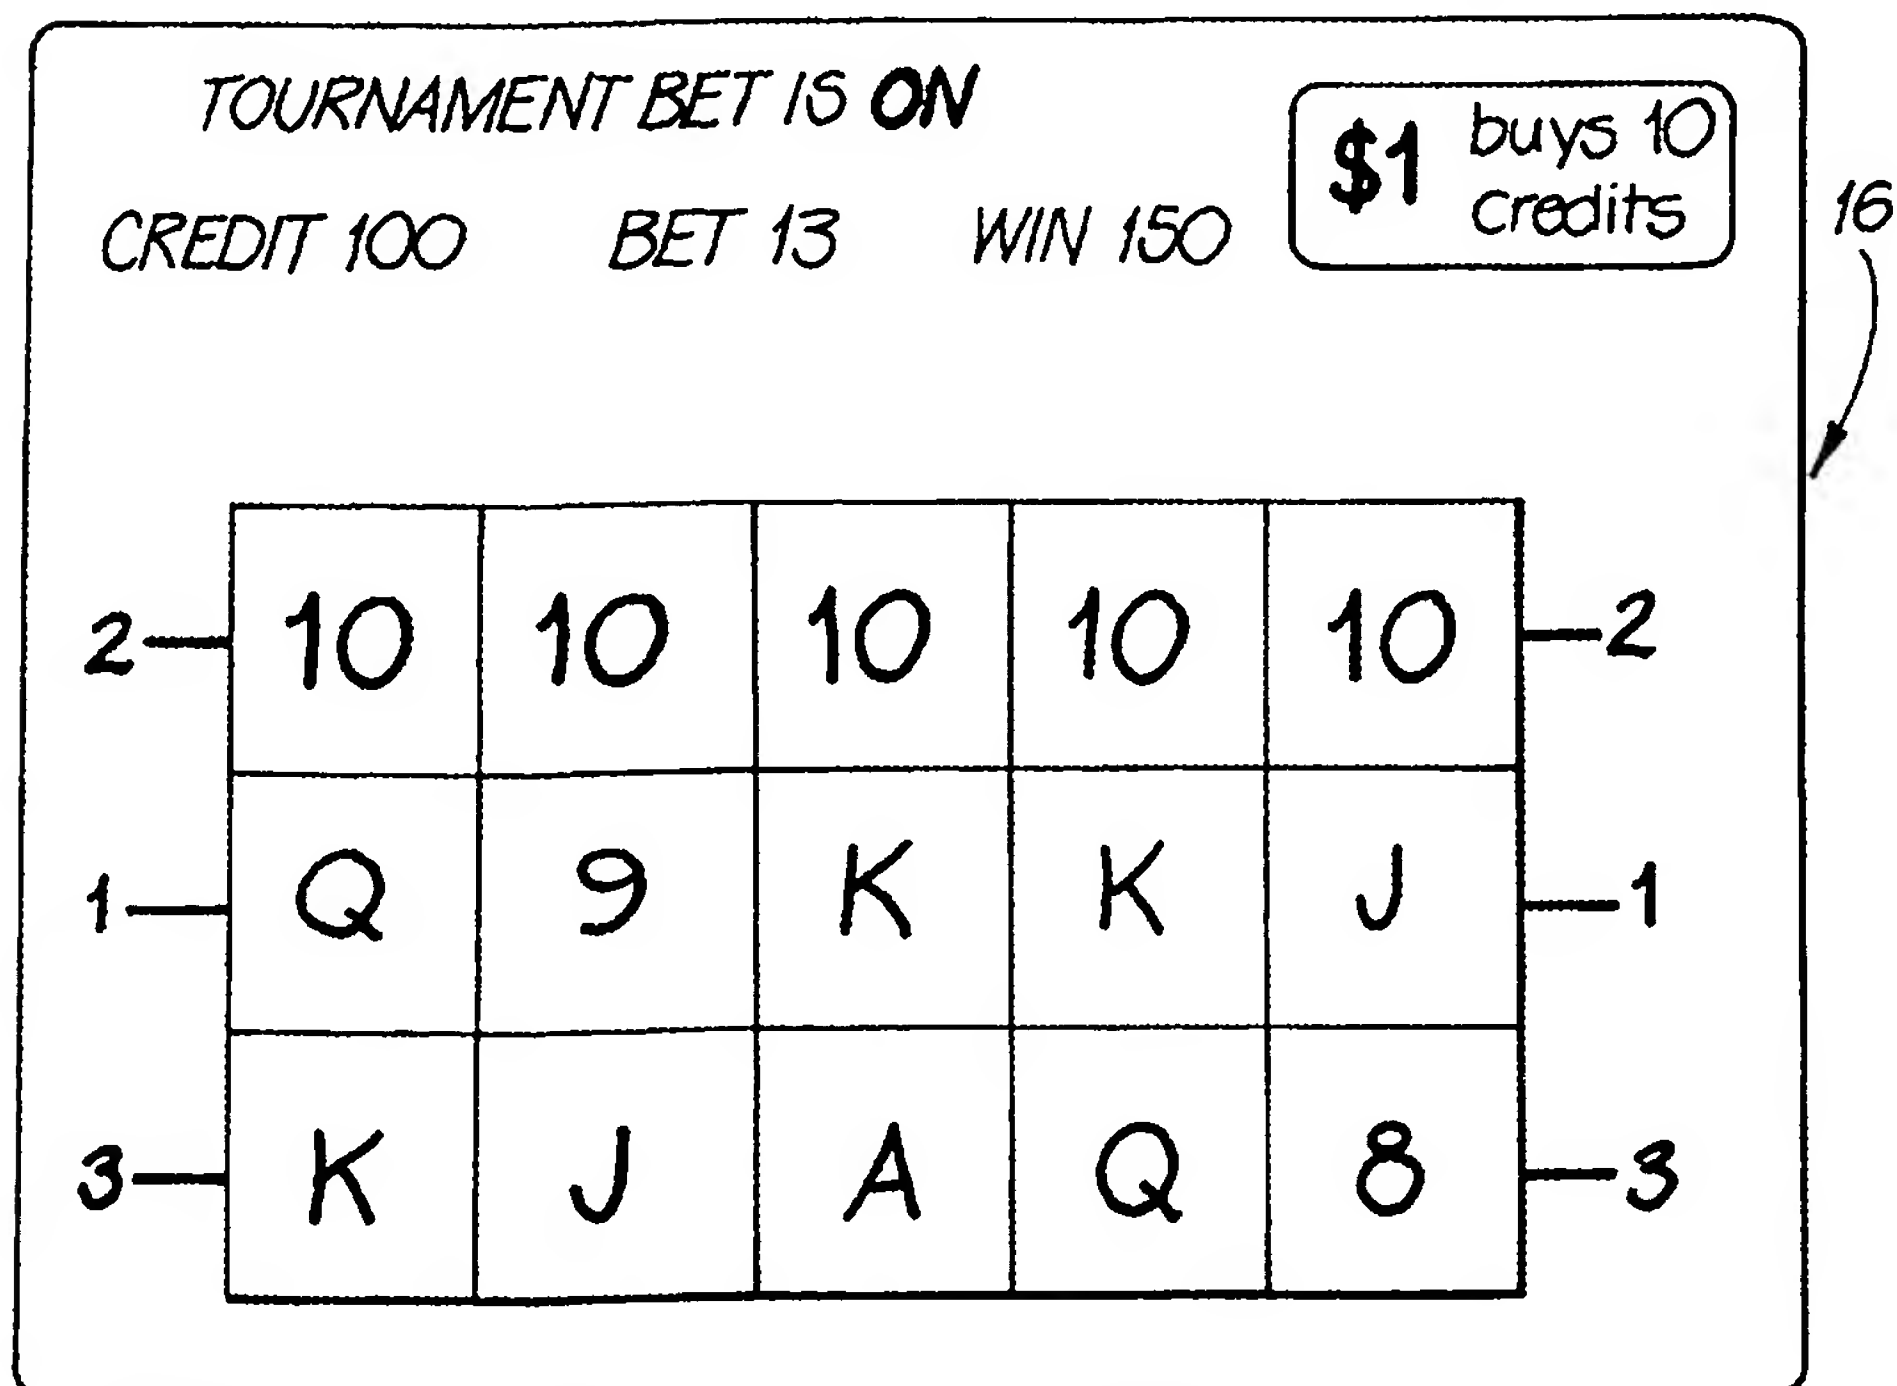 TOURNAMENT BET IS ON
$1 buys 10
credits
CREDIT 100 BET 13 WIN 150
16
2 10 10 10 10 10 2
1 Q 9 K K J 1
3 K J A Q 8 3